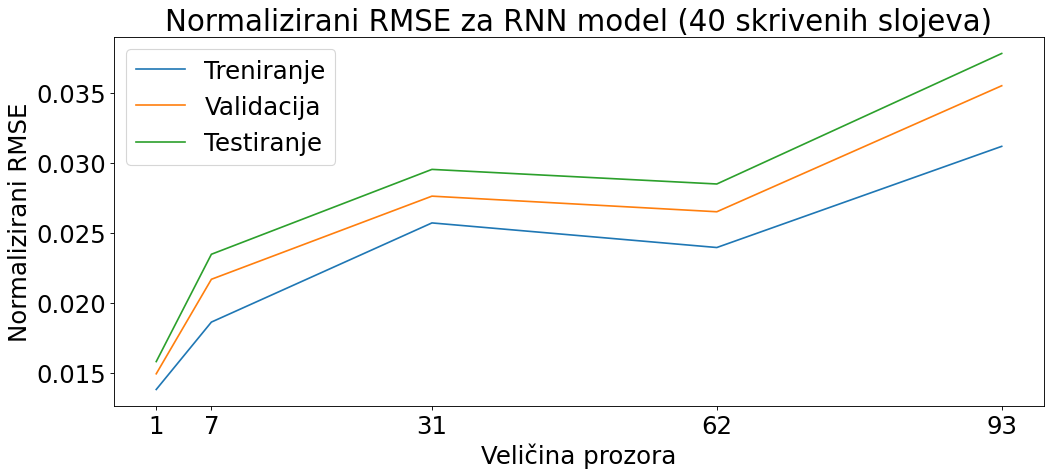 Normalizirani RMSE za RNN model (40 skrivenih slojeva)
Treniranje
Validacija
Testiranje
Normalizirani RMSE
0.035
0.030
0.025
0.020
0.015
1 7 31 62 93
Veličina prozora